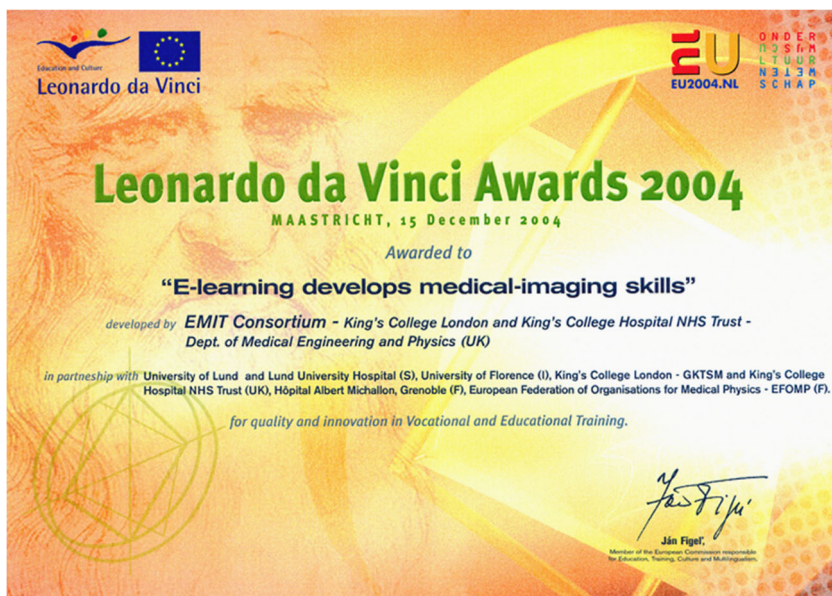 Education and Culture
Leonardo da Vinci
EU2004.NL
ONDER
LTUUR
SCHAP
Leonardo da Vinci Awards 2004
MAASTRICHT, 15 December 2004
Awarded to
“E-learning develops medical-imaging skills”
developed by EMIT Consortium - King's College London and King's College Hospital NHS Trust -
Dept. of Medical Engineering and Physics (UK)
in partneship with University of Lund and Lund University Hospital (S), University of Florence (I), King's College London - GKTSM and King's College
Hospital NHS Trust (UK), Hôpital Albert Michallon, Grenoble (F), European Federation of Organisations for Medical Physics - EFOMP (F).
for quality and innovation in Vocational and Educational Training.
Ján Figeľ,
Member of the European Commission responsible
for Education, Training, Culture and Multilingualism.